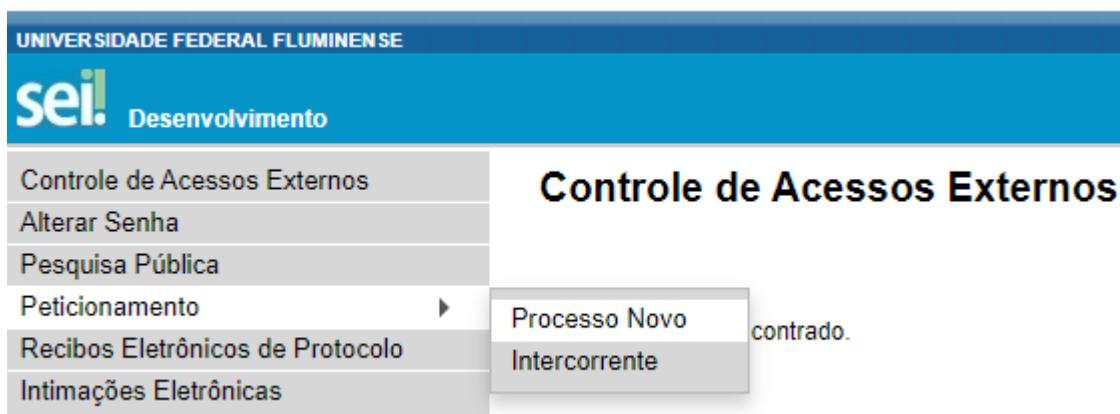 UNIVERSIDADE FEDERAL FLUMINENSE
sei! Desenvolvimento
Controle de Acessos Externos
Alterar Senha
Pesquisa Pública
Peticionamento
Recibos Eletrônicos de Protocolo
Intimações Eletrônicas
Processo Novo
Intercorrente
Controle de Acessos Externos
contrado.